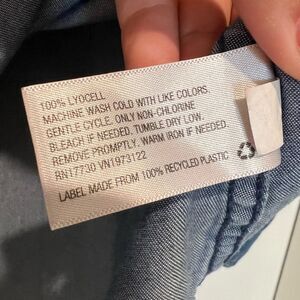 100% LYOCELL
MACHINE WASH COLD WITH LIKE COLORS.
GENTLE CYCLE. ONLY NON-CHLORINE
BLEACH IF NEEDED. TUMBLE DRY LOW.
REMOVE PROMPTLY. WARM IRON IF NEEDED.
RN17730 VN1973122
LABEL MADE FROM 100% RECYCLED PLASTIC